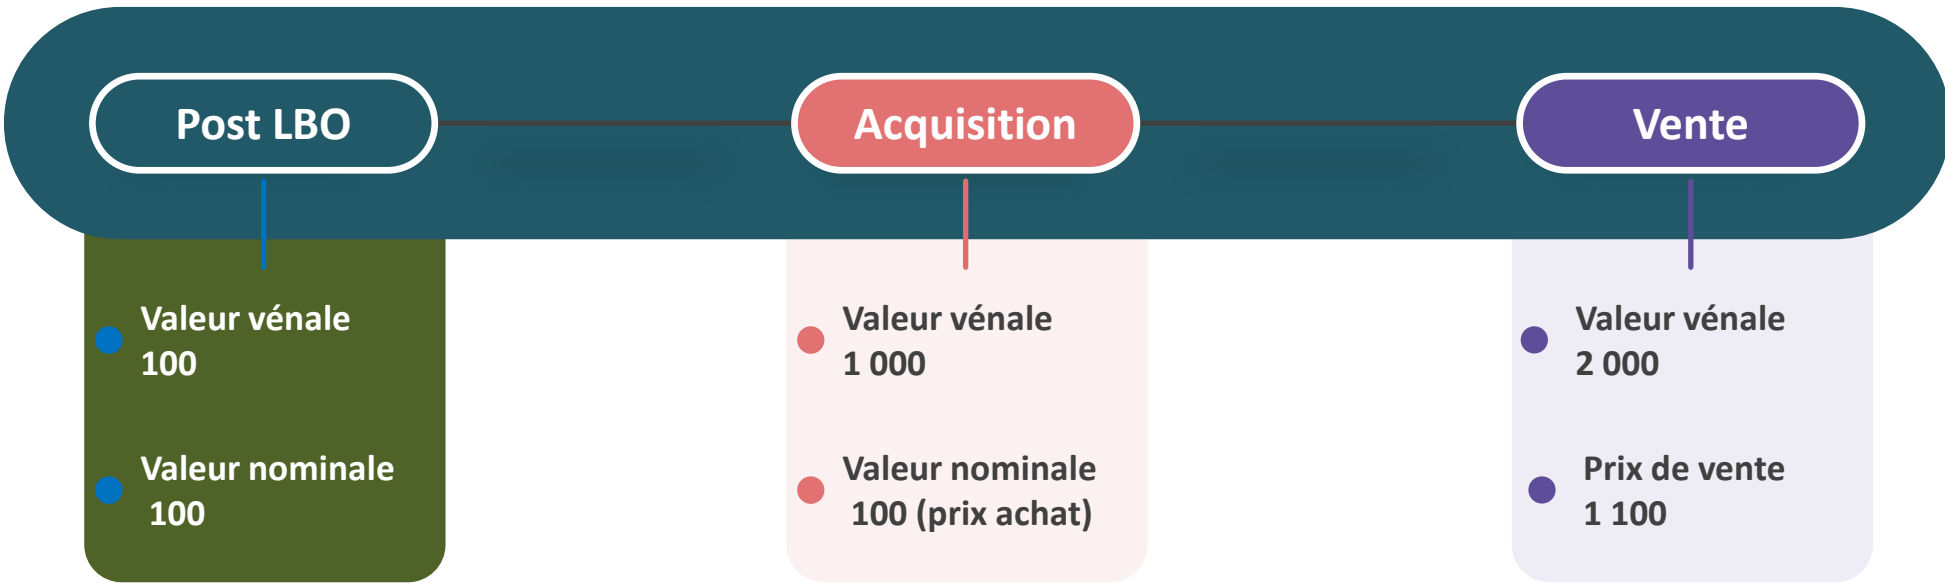 Post LBO
Acquisition
Vente
Valeur vénale
100
Valeur nominale
100
Valeur vénale
1 000
Valeur nominale
100 (prix achat)
Valeur vénale
2 000
Prix de vente
1 100